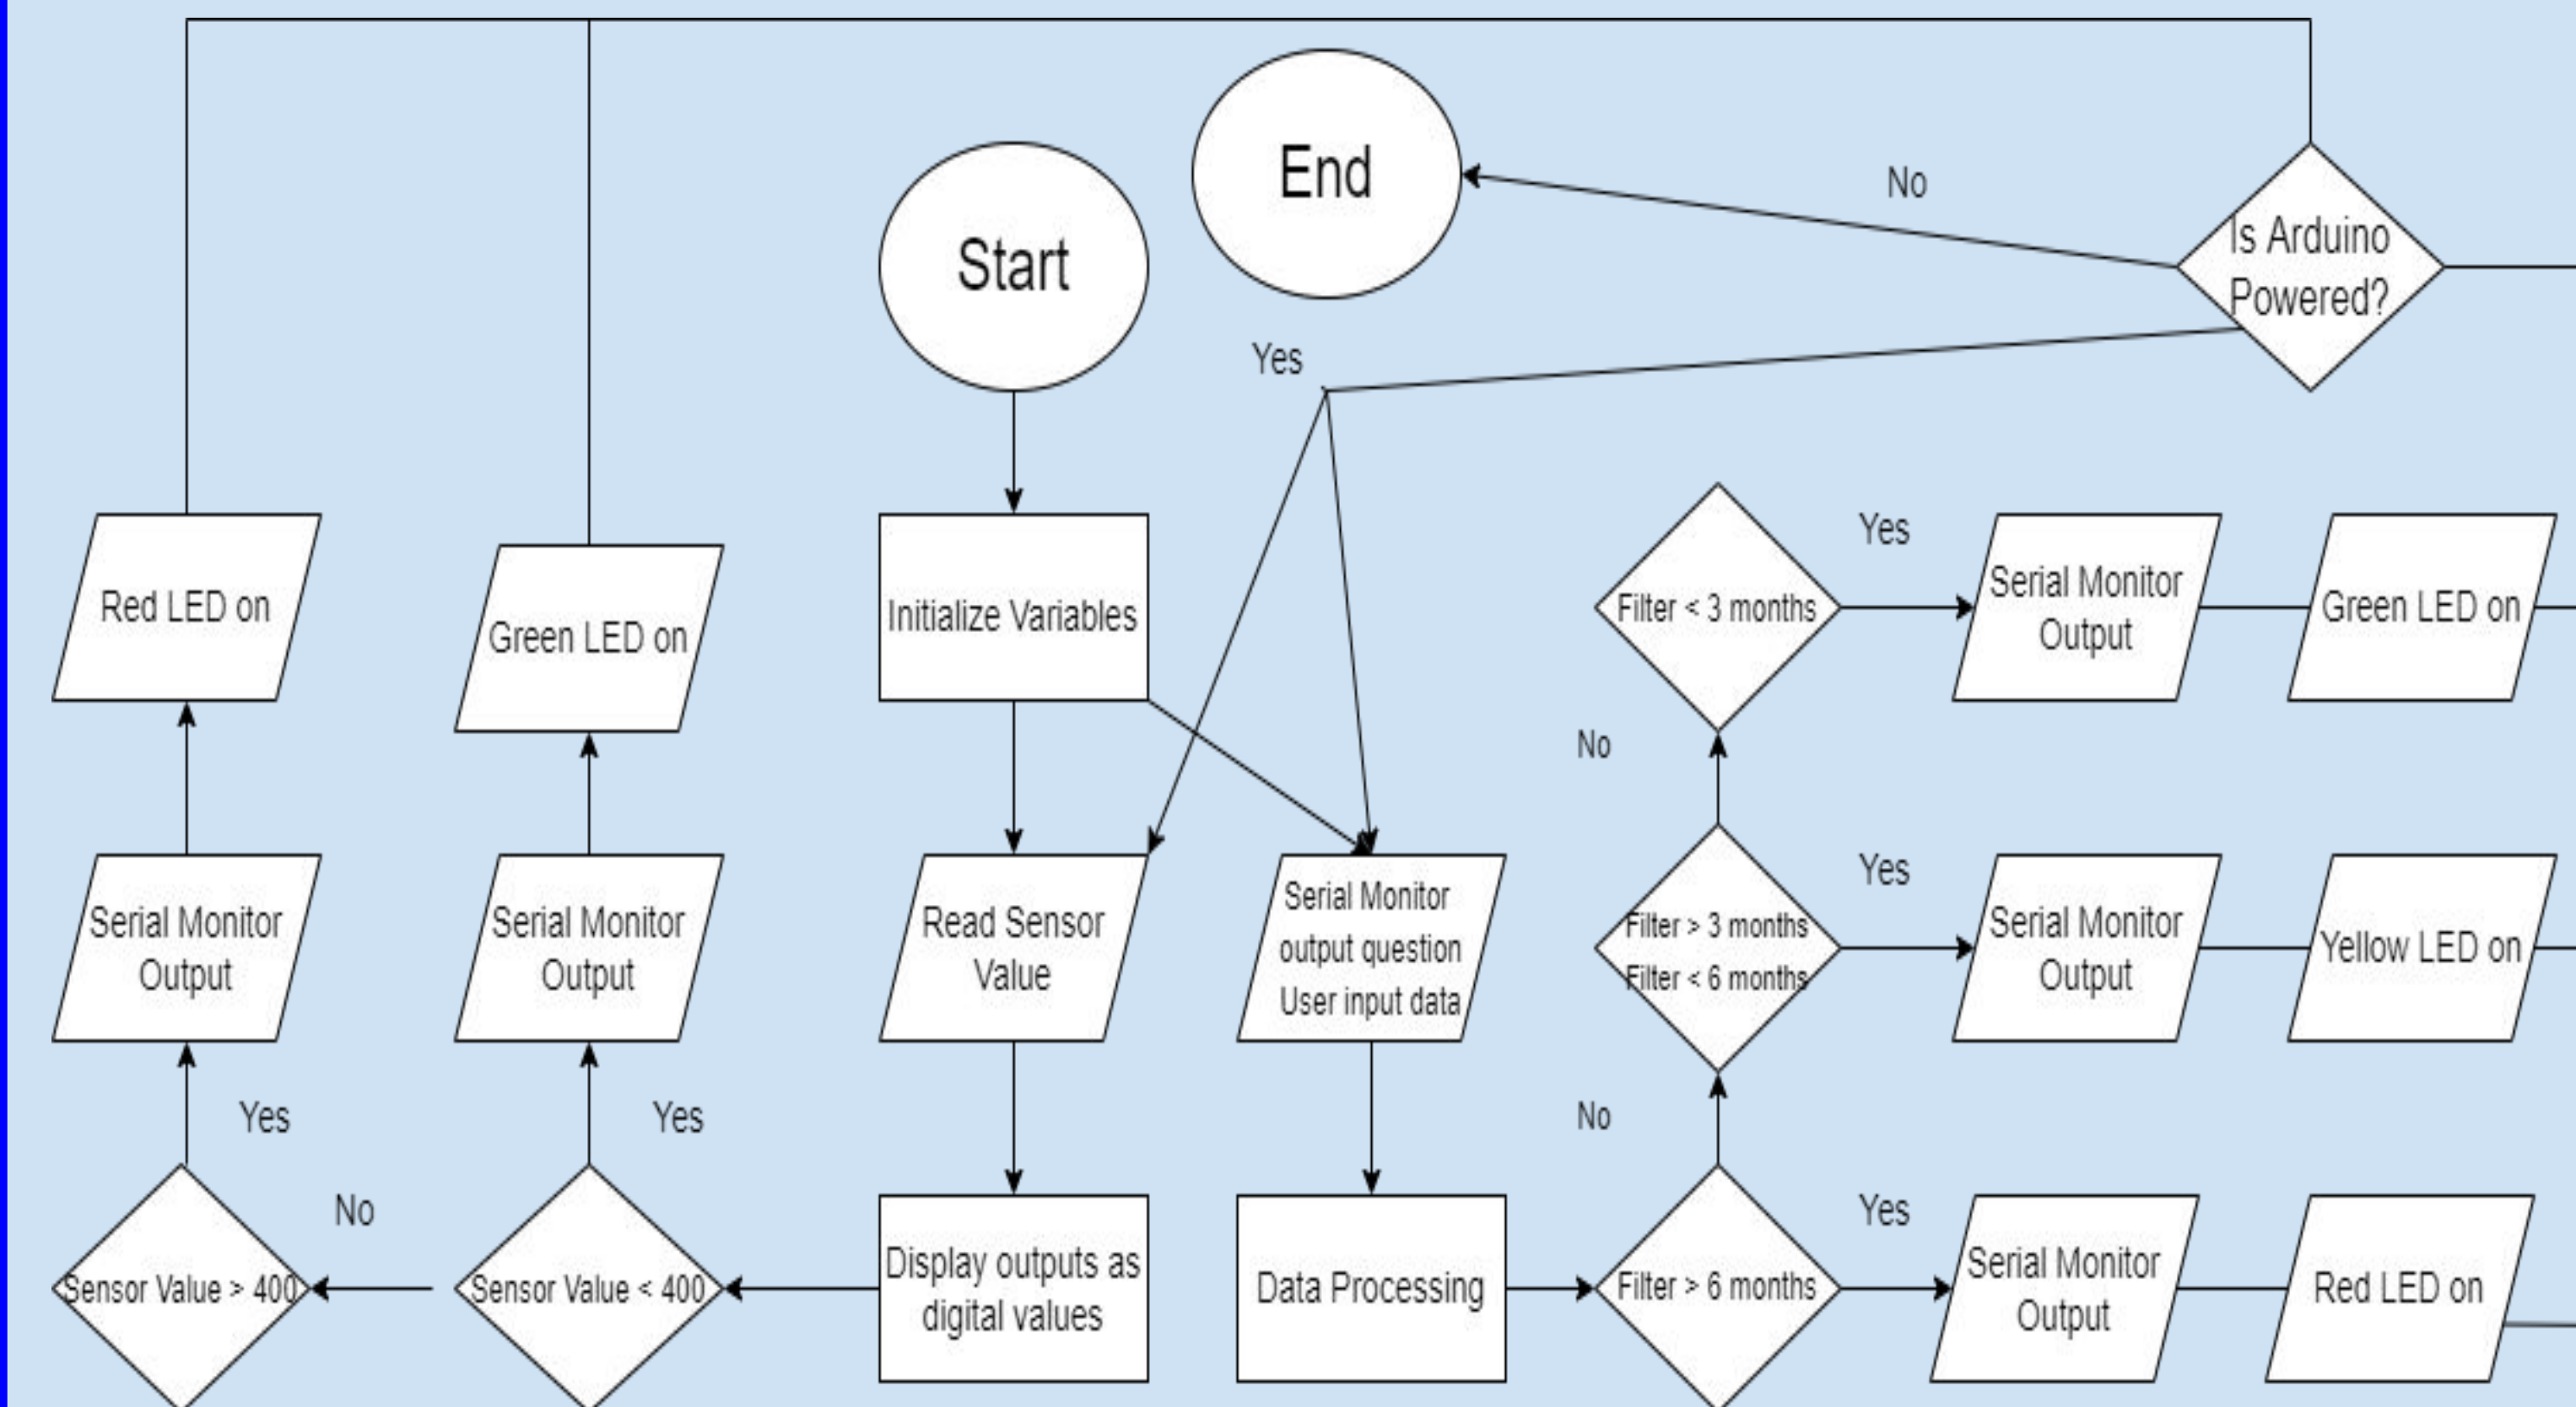 End
Start
No
Is Arduino
Powered?
Yes
Red LED on
Green LED on
Initialize Variables
Filter < 3 months
Yes
Serial Monitor
Output
Green LED on
No
Serial Monitor
Output
Serial Monitor
Output
Read Sensor
Value
Serial Monitor
output question
User input data
Filter > 3 months
Filter < 6 months
Yes
Serial Monitor
Output
Yellow LED on
Yes
Yes
No
No
Sensor Value > 400
Sensor Value < 400
Display outputs as
digital values
Data Processing
Filter > 6 months
Yes
Serial Monitor
Output
Red LED on